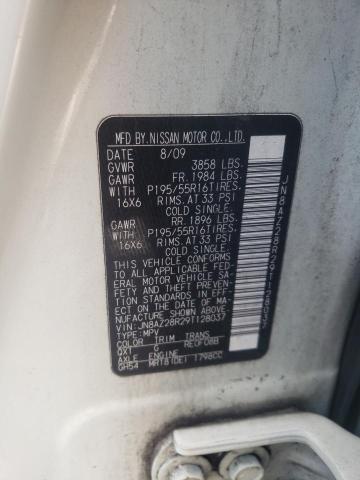 MFD BY.NISSAN MOTOR CO.,LTD.
DATE 8/09
GVWR 3858 LBS.
GAWR FR.1984 LBS.
WITH P195/55R16TIRES.
16X6 RIMS.AT 33 PSI
COLD SINGLE.
GAWR RR.1896 LBS.
WITH P195/55R16TIRES.
16X6 RIMS.AT 33 PSI
COLD SINGLE.
THIS VEHICLE CONFORMS
TO ALL APPLICABLE FED-
ERAL MOTOR VEHICLE SA-
FETY AND THEFT PREVEN-
TION STANDARDS IN EFF-
ECT ON THE DATE OF MA-
NUFACTURE SHOWN ABOVE.
VIN:JN8AZ28R29T128037
TYPE:MPV
TRIM TRANS
QX1 G RE0F08B
AXLE ENGINE
GH54 MR18(DE) 1798CC
JN8AZ28R29T128037